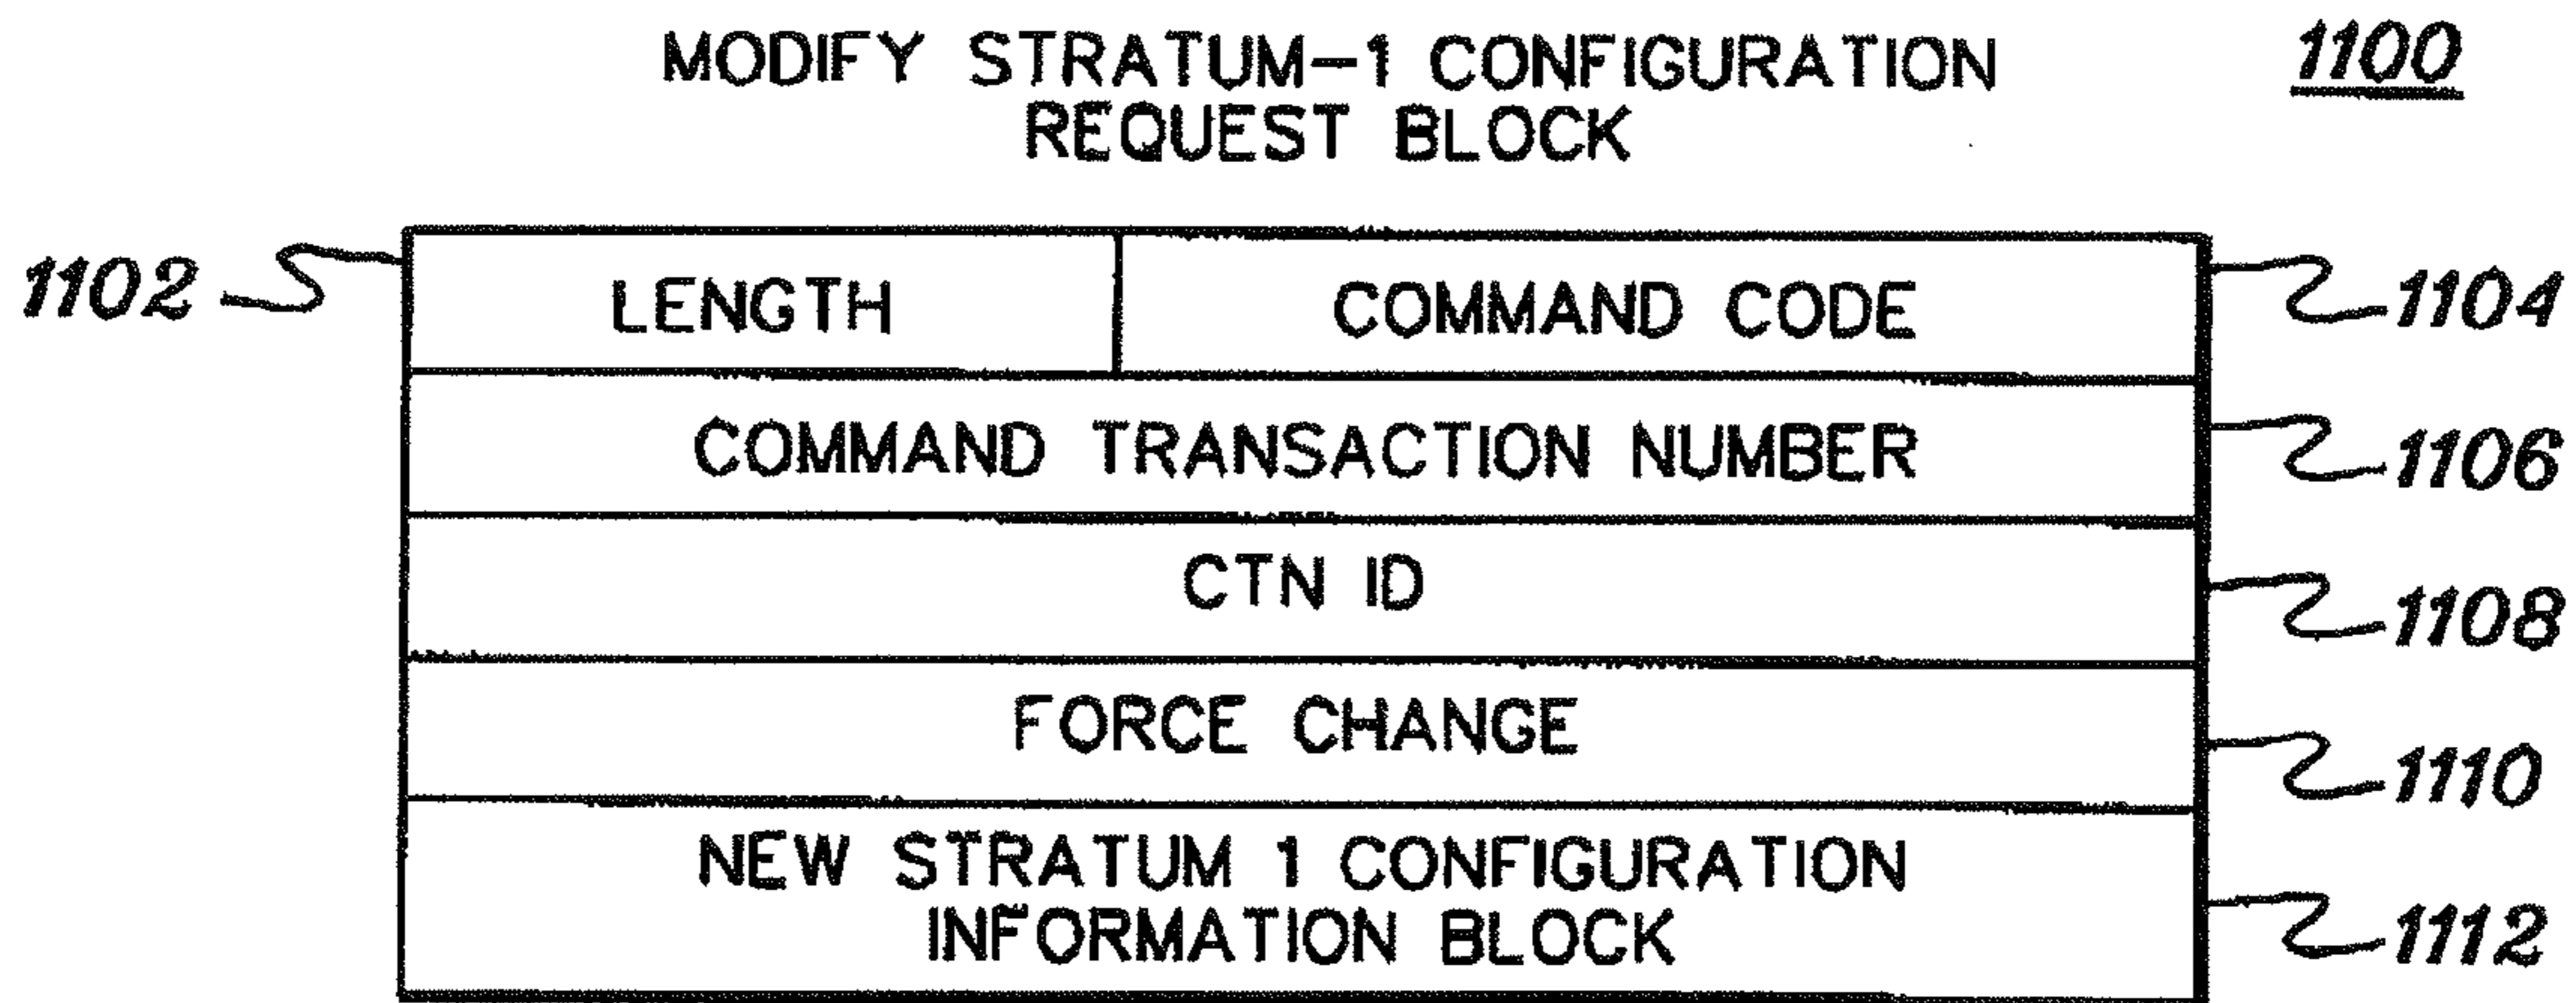 MODIFY STRATUM-1 CONFIGURATION 1100
REQUEST BLOCK
1102 LENGTH COMMAND CODE 1104
COMMAND TRANSACTION NUMBER 1106
CTN ID 1108
FORCE CHANGE 1110
NEW STRATUM 1 CONFIGURATION
INFORMATION BLOCK 1112